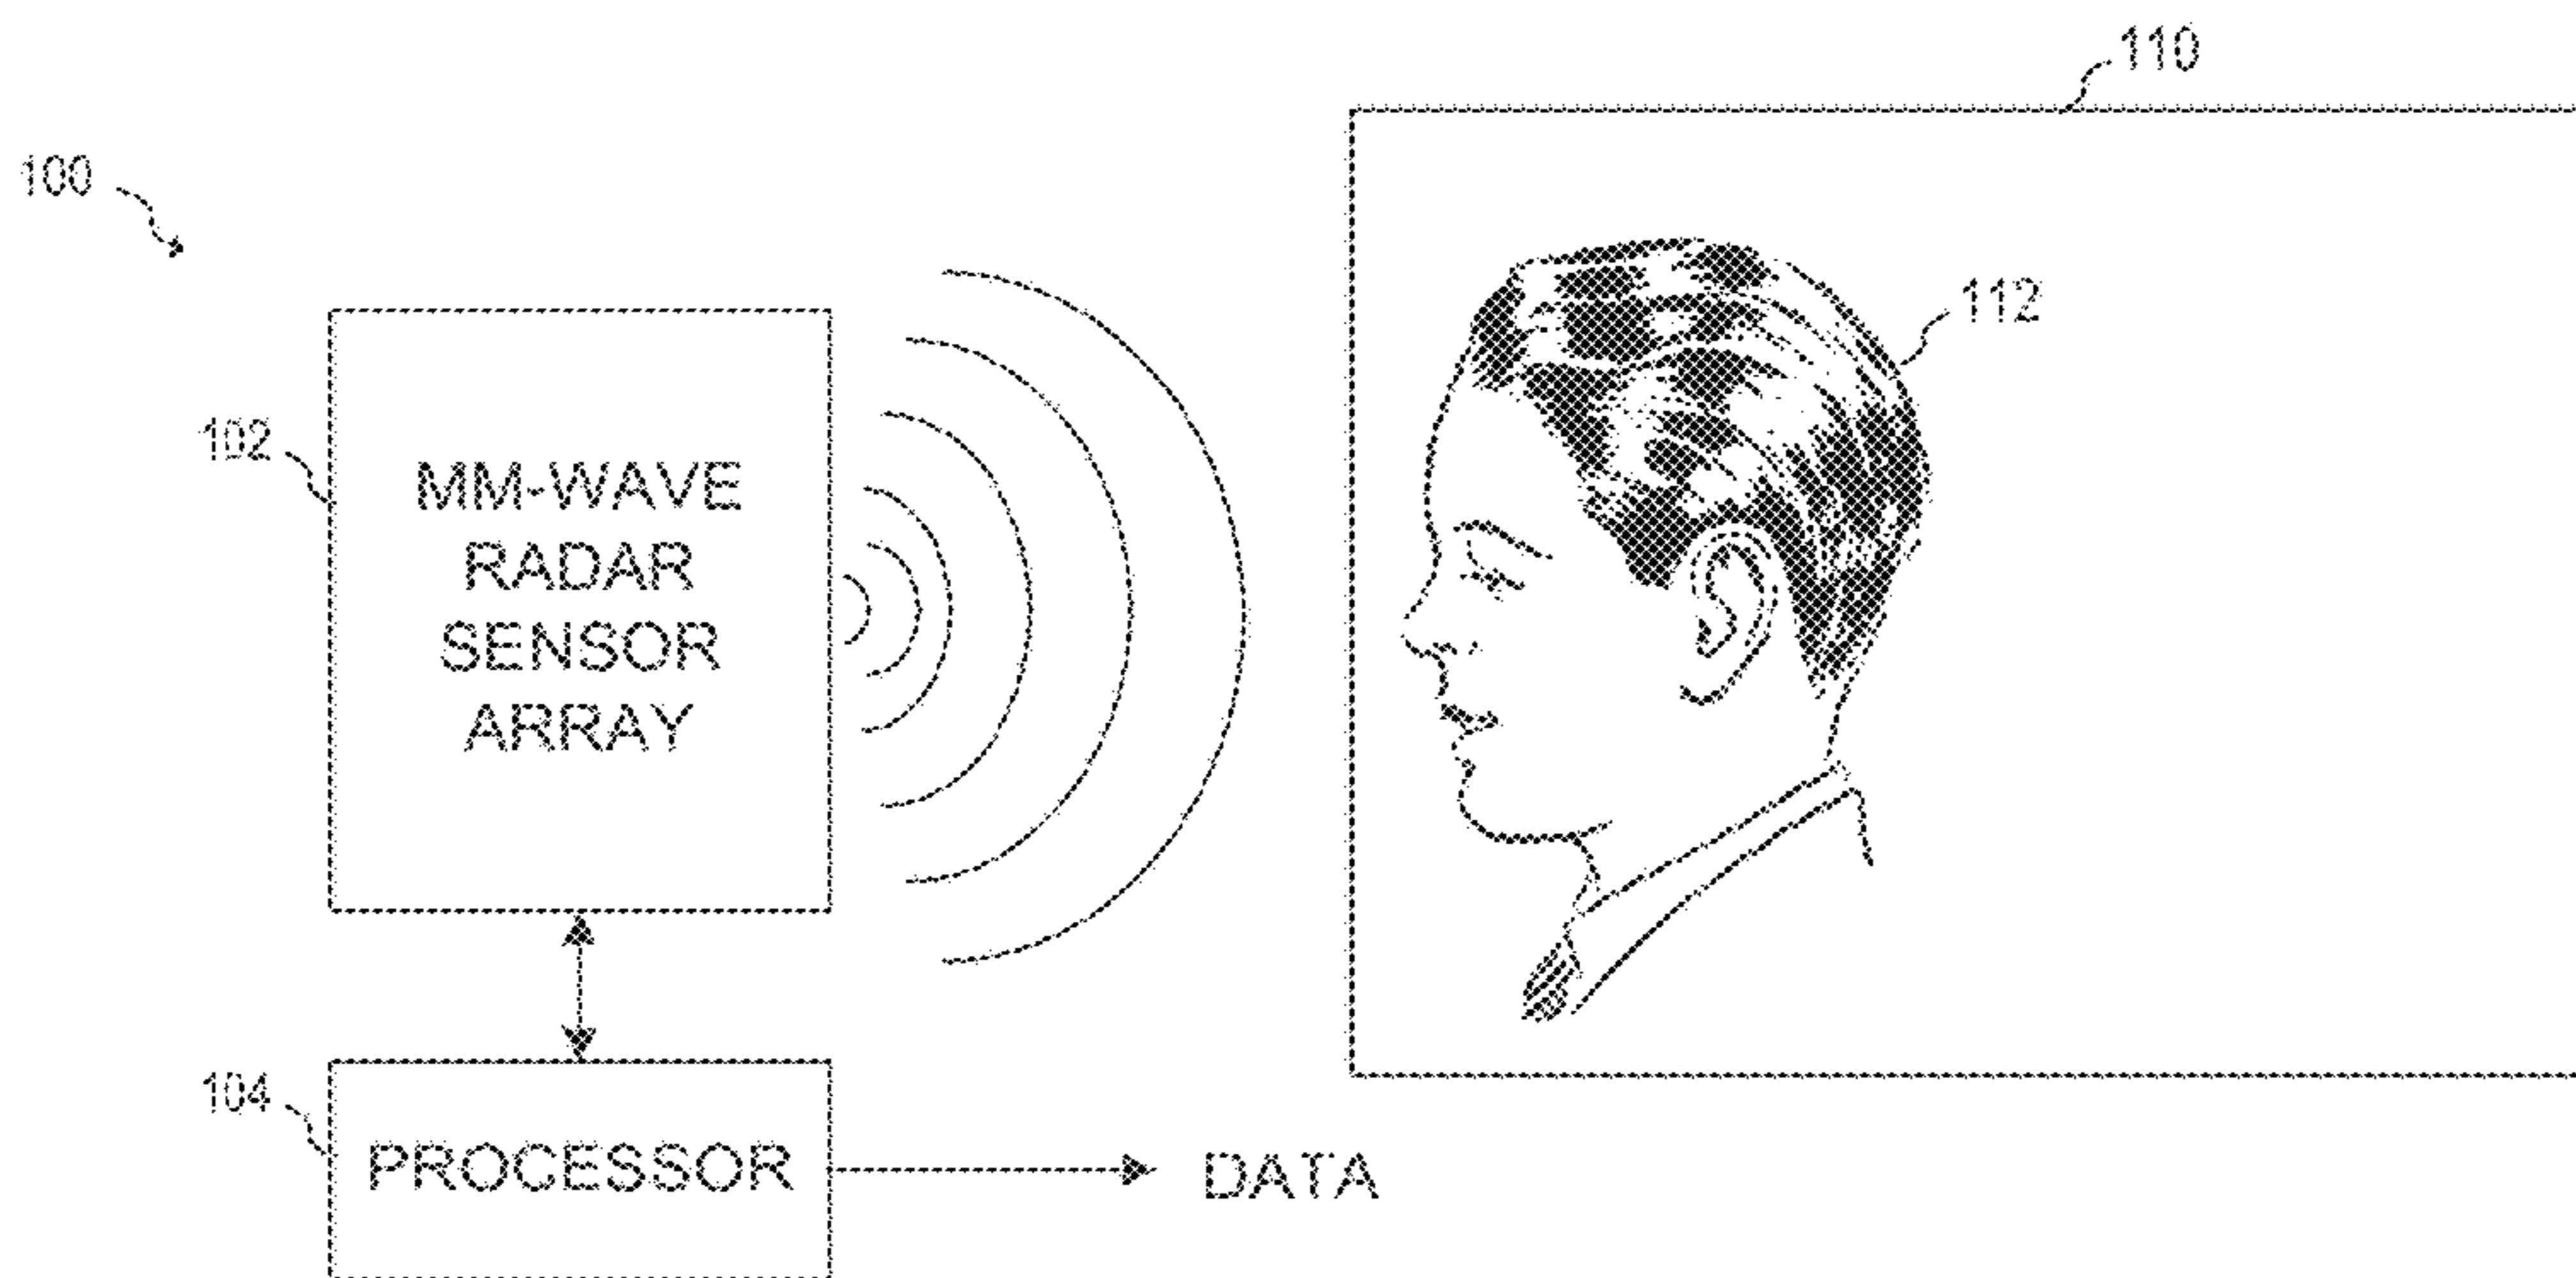 110
100
112
102
MM-WAVE
RADAR
SENSOR
ARRAY
104
PROCESSOR
DATA